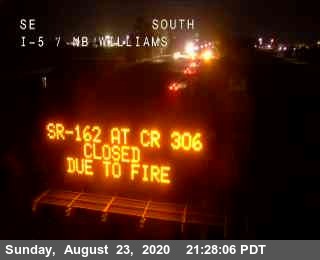 SE SOUTH
I-5 7 NB WILLIAMS
SR-162 AT CR 306
CLOSED
DUE TO FIRE
Sunday, August 23, 2020 21:28:06 PDT